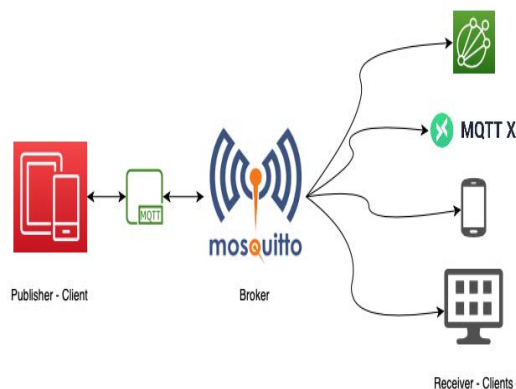 MQTT X
MQTT
mosquitto
Publisher - Client
Broker
Receiver - Clients